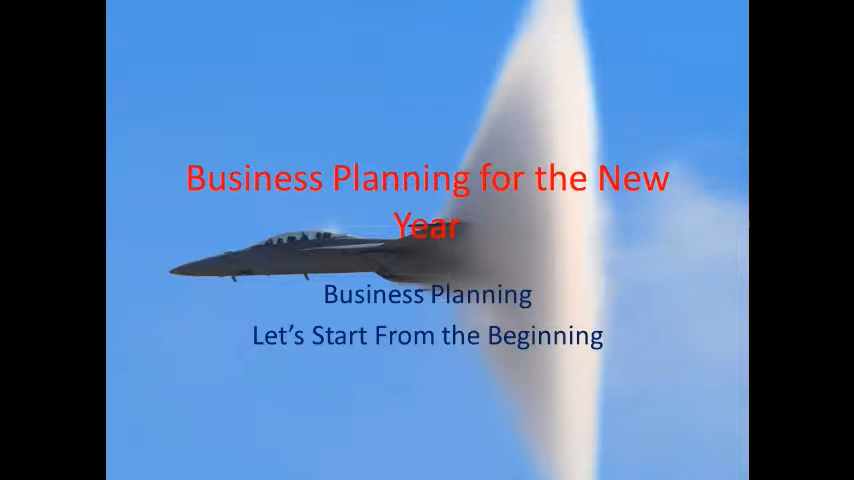 Business Planning for the New
Year
Business Planning
Let’s Start From the Beginning